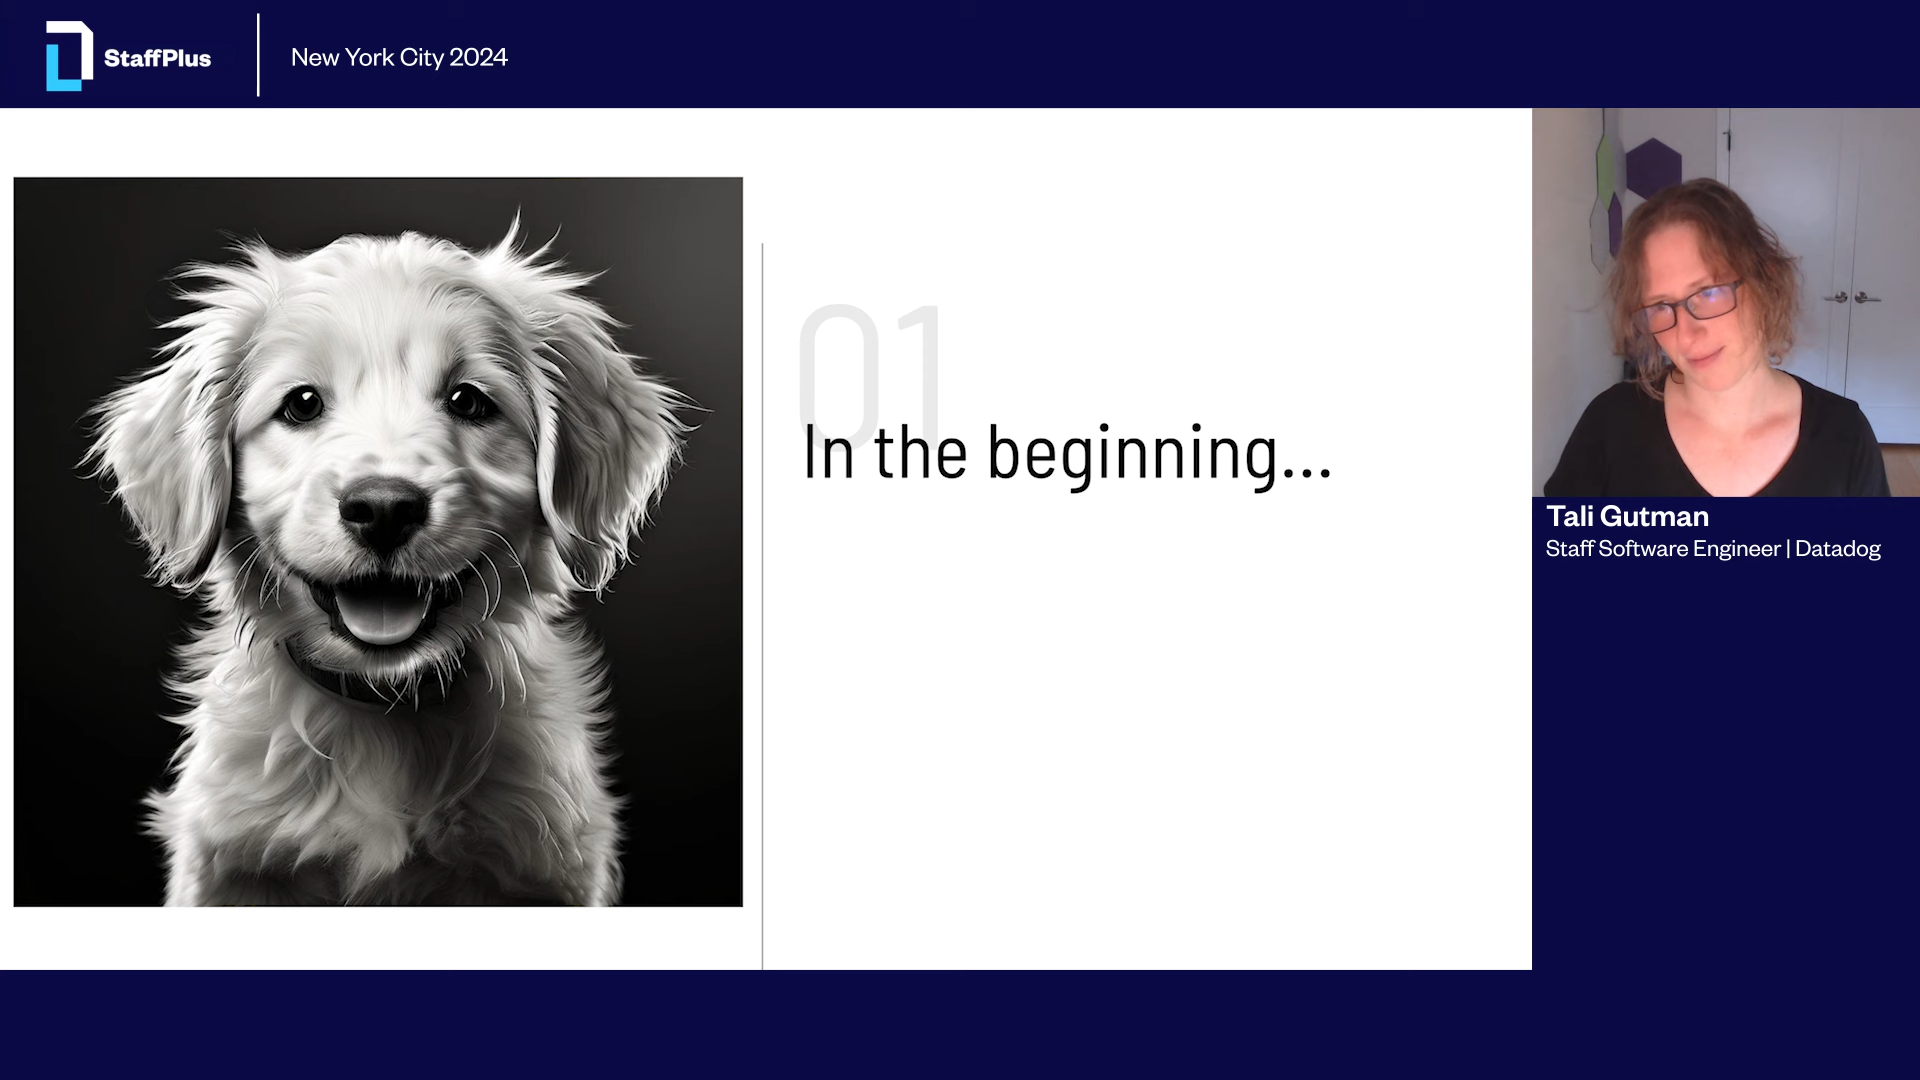 StaffPlus
New York City 2024
01
In the beginning...
Tali Gutman
Staff Software Engineer | Datadog